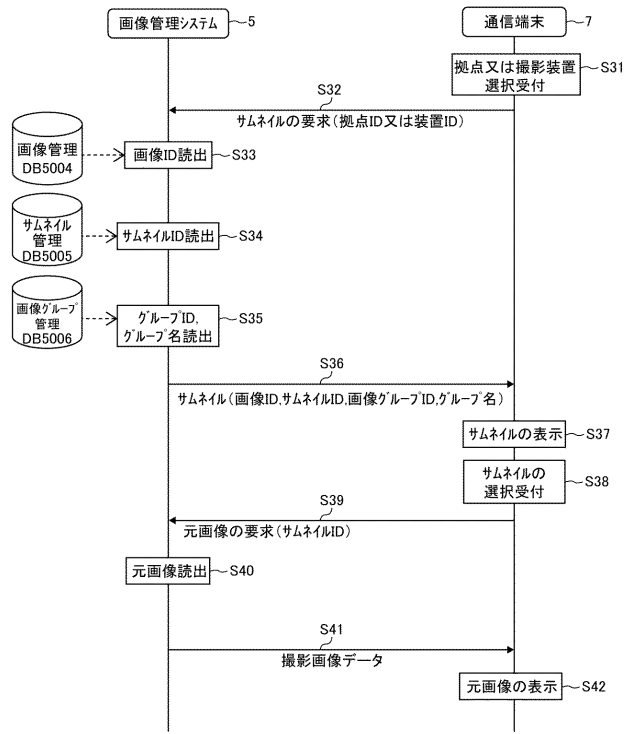 画像管理システム
5
通信端末
7
拠点又は撮影装置
選択受付
S31
S32
サムネイルの要求(拠点ID又は装置ID)
画像管理
DB5004
画像ID読出
S33
サムネイル
管理
DB5005
サムネイルID読出
S34
画像グループ
管理
DB5006
グループID,
グループ名読出
S35
S36
サムネイル(画像ID,サムネイルID,画像グループID,グループ名)
サムネイルの表示
S37
サムネイルの
選択受付
S38
S39
元画像の要求(サムネイルID)
元画像読出
S40
S41
撮影画像データ
元画像の表示
S42